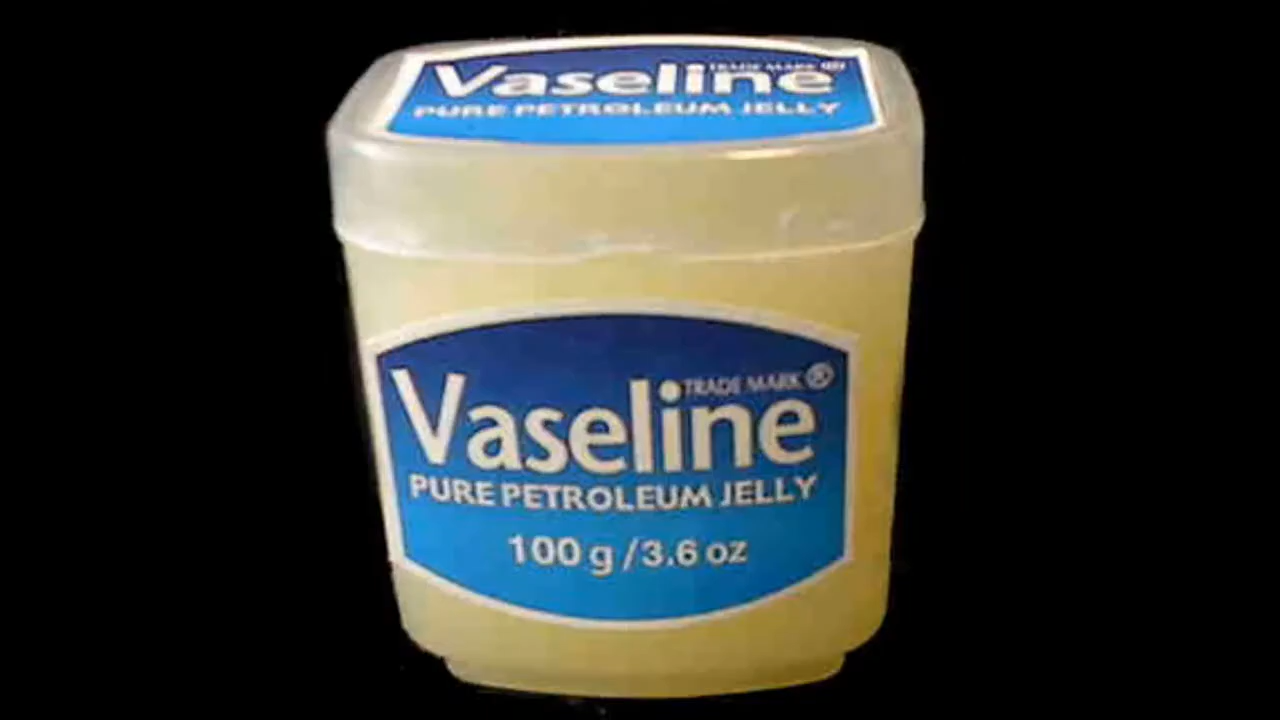 Vaseline TRADE MARK ®
PURE PETROLEUM JELLY
Vaseline TRADE MARK ®
PURE PETROLEUM JELLY
100 g / 3.6 oz